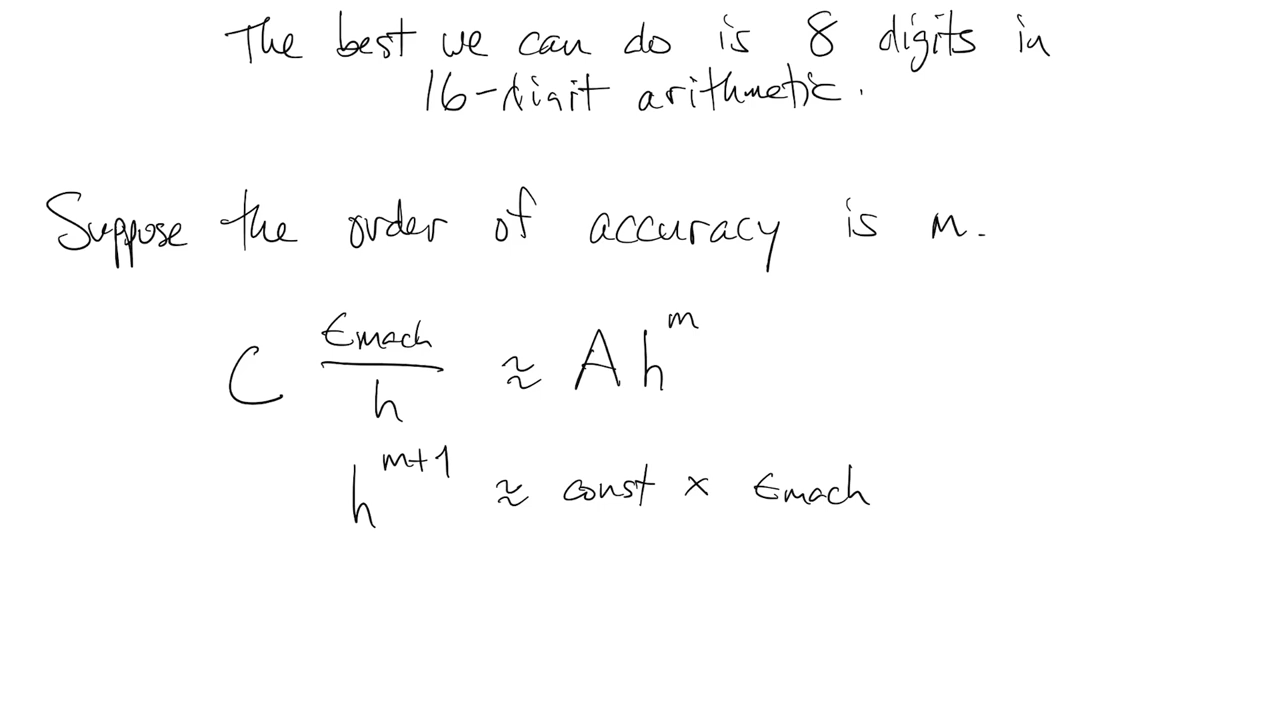 The best we can do is 8 digits in
16-digit arithmetic.
Suppose the order of accuracy is m.
C ϵmach/h ≈ A h^m
h^{m+1} ≈ const × ϵmach